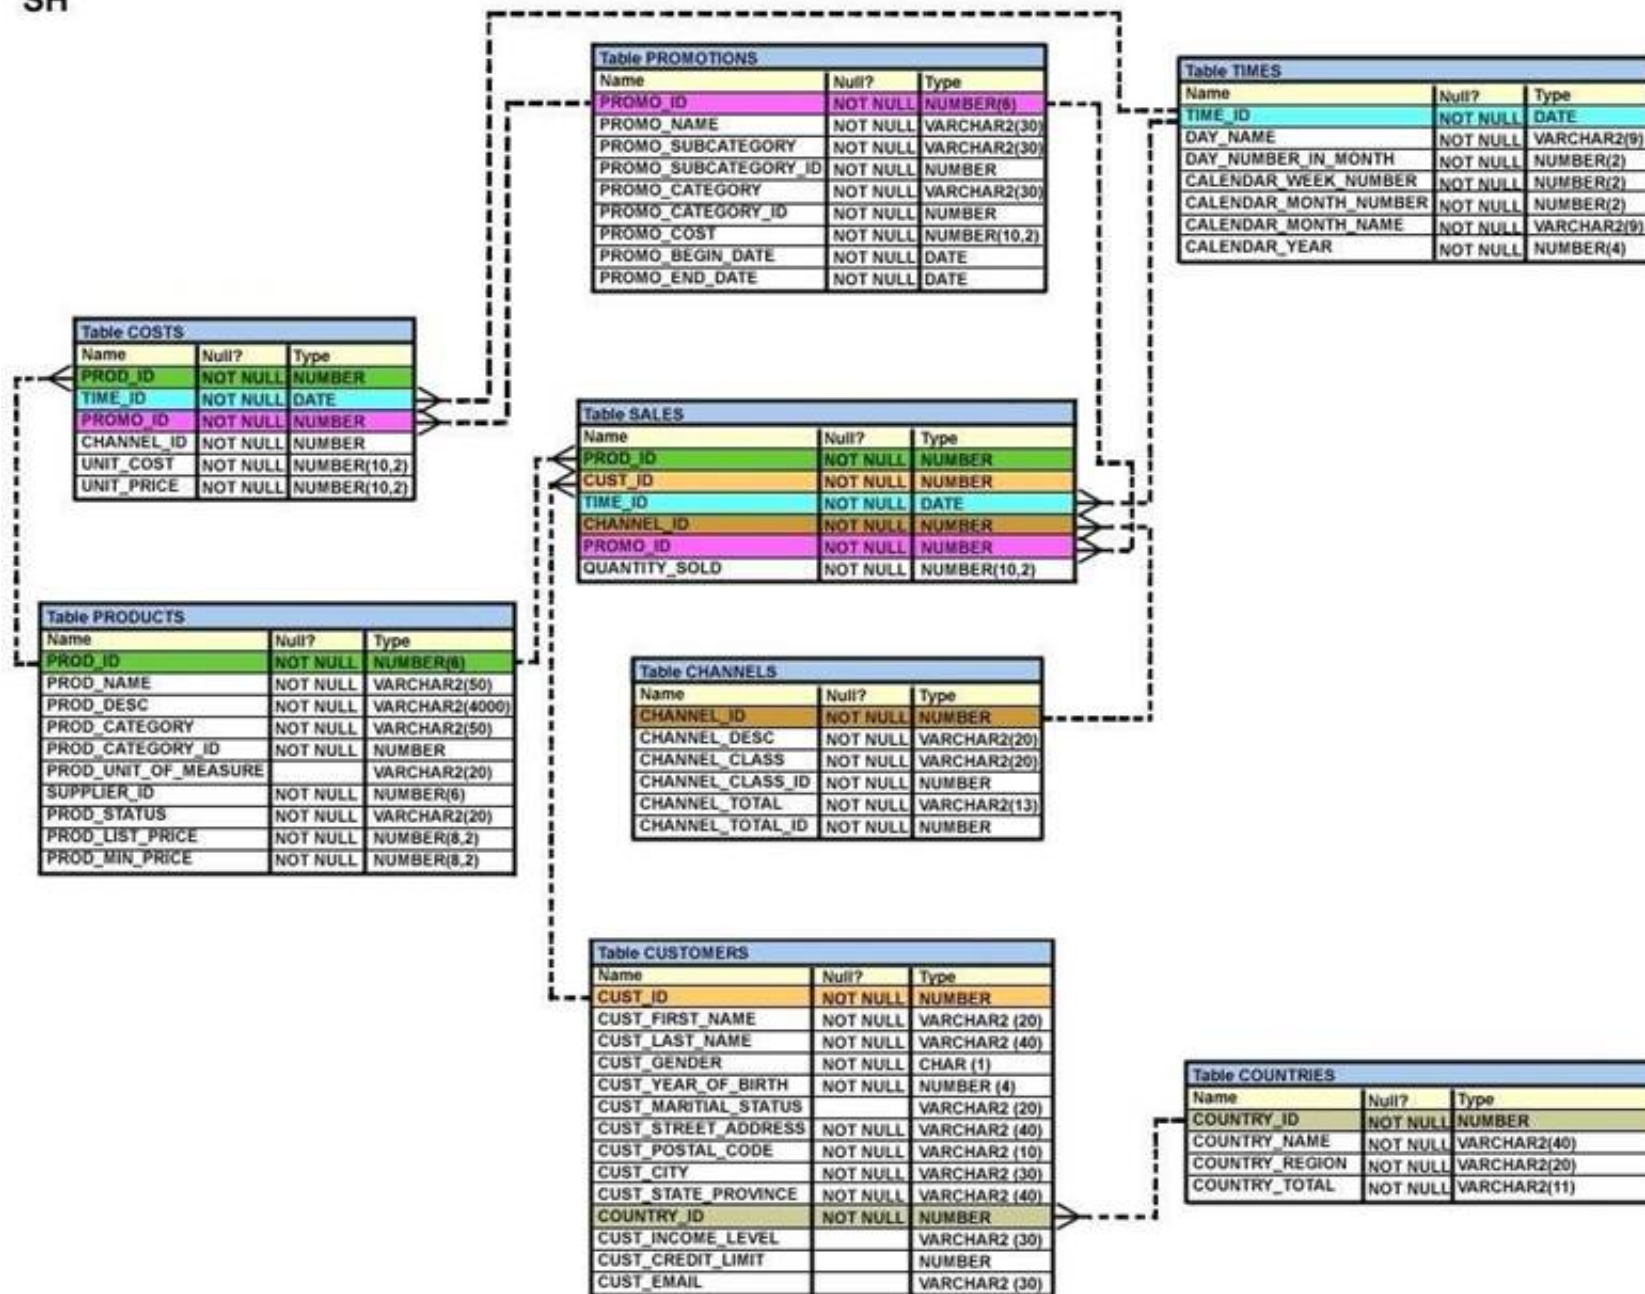 SH
Table PROMOTIONS
Name Null? Type
PROMO_ID NOT NULL NUMBER(6)
PROMO_NAME NOT NULL VARCHAR2(30)
PROMO_SUBCATEGORY NOT NULL VARCHAR2(30)
PROMO_SUBCATEGORY_ID NOT NULL NUMBER
PROMO_CATEGORY NOT NULL VARCHAR2(30)
PROMO_CATEGORY_ID NOT NULL NUMBER
PROMO_COST NOT NULL NUMBER(10,2)
PROMO_BEGIN_DATE NOT NULL DATE
PROMO_END_DATE NOT NULL DATE
Table TIMES
Name Null? Type
TIME_ID NOT NULL DATE
DAY_NAME NOT NULL VARCHAR2(9)
DAY_NUMBER_IN_MONTH NOT NULL NUMBER(2)
CALENDAR_WEEK_NUMBER NOT NULL NUMBER(2)
CALENDAR_MONTH_NUMBER NOT NULL NUMBER(2)
CALENDAR_MONTH_NAME NOT NULL VARCHAR2(9)
CALENDAR_YEAR NOT NULL NUMBER(4)
Table COSTS
Name Null? Type
PROD_ID NOT NULL NUMBER
TIME_ID NOT NULL DATE
PROMO_ID NOT NULL NUMBER
CHANNEL_ID NOT NULL NUMBER
UNIT_COST NOT NULL NUMBER(10,2)
UNIT_PRICE NOT NULL NUMBER(10,2)
Table SALES
Name Null? Type
PROD_ID NOT NULL NUMBER
CUST_ID NOT NULL NUMBER
TIME_ID NOT NULL DATE
CHANNEL_ID NOT NULL NUMBER
PROMO_ID NOT NULL NUMBER
QUANTITY_SOLD NOT NULL NUMBER(10,2)
Table PRODUCTS
Name Null? Type
PROD_ID NOT NULL NUMBER(6)
PROD_NAME NOT NULL VARCHAR2(50)
PROD_DESC NOT NULL VARCHAR2(4000)
PROD_CATEGORY NOT NULL VARCHAR2(50)
PROD_CATEGORY_ID NOT NULL NUMBER
PROD_UNIT_OF_MEASURE VARCHAR2(20)
SUPPLIER_ID NOT NULL NUMBER(6)
PROD_STATUS NOT NULL VARCHAR2(20)
PROD_LIST_PRICE NOT NULL NUMBER(8,2)
PROD_MIN_PRICE NOT NULL NUMBER(8,2)
Table CHANNELS
Name Null? Type
CHANNEL_ID NOT NULL NUMBER
CHANNEL_DESC NOT NULL VARCHAR2(20)
CHANNEL_CLASS NOT NULL VARCHAR2(20)
CHANNEL_CLASS_ID NOT NULL NUMBER
CHANNEL_TOTAL NOT NULL VARCHAR2(13)
CHANNEL_TOTAL_ID NOT NULL NUMBER
Table CUSTOMERS
Name Null? Type
CUST_ID NOT NULL NUMBER
CUST_FIRST_NAME NOT NULL VARCHAR2 (20)
CUST_LAST_NAME NOT NULL VARCHAR2 (40)
CUST_GENDER NOT NULL CHAR (1)
CUST_YEAR_OF_BIRTH NOT NULL NUMBER (4)
CUST_MARITIAL_STATUS VARCHAR2 (20)
CUST_STREET_ADDRESS NOT NULL VARCHAR2 (40)
CUST_POSTAL_CODE NOT NULL VARCHAR2 (10)
CUST_CITY NOT NULL VARCHAR2 (30)
CUST_STATE_PROVINCE NOT NULL VARCHAR2 (40)
COUNTRY_ID NOT NULL NUMBER
CUST_INCOME_LEVEL VARCHAR2 (30)
CUST_CREDIT_LIMIT NUMBER
CUST_EMAIL VARCHAR2 (30)
Table COUNTRIES
Name Null? Type
COUNTRY_ID NOT NULL NUMBER
COUNTRY_NAME NOT NULL VARCHAR2(40)
COUNTRY_REGION NOT NULL VARCHAR2(20)
COUNTRY_TOTAL NOT NULL VARCHAR2(11)